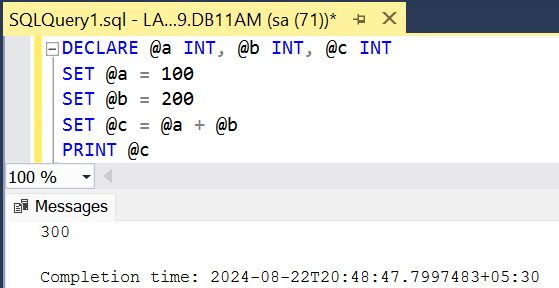 SQLQuery1.sql - LA...9.DB11AM (sa (71))*
DECLARE @a INT, @b INT, @c INT
SET @a = 100
SET @b = 200
SET @c = @a + @b
PRINT @c
100 %
Messages
300
Completion time: 2024-08-22T20:48:47.7997483+05:30